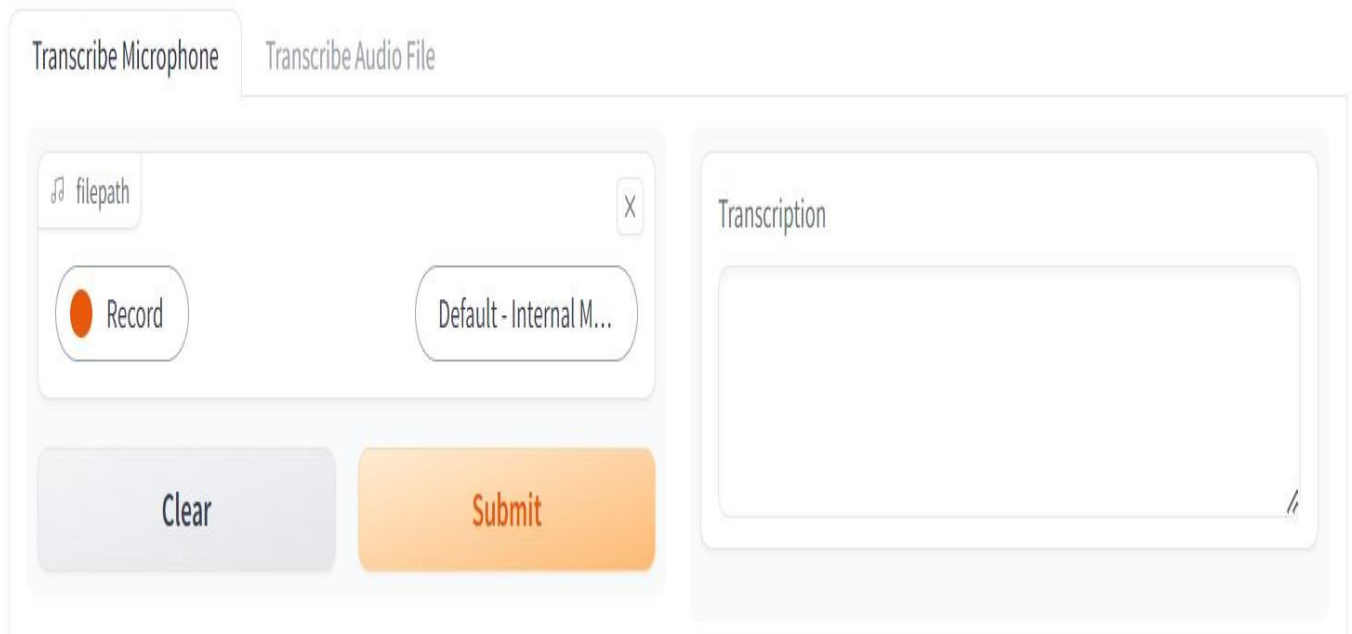 Transcribe Microphone
Transcribe Audio File
filepath
X
Transcription
Record
Default - Internal M...
Clear
Submit